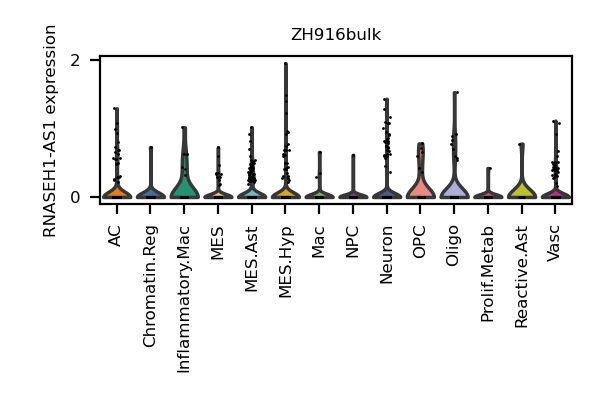 ZH916bulk
RNASEH1-AS1 expression
2
0
AC
Chromatin.Reg
Inflammatory.Mac
MES
MES.Ast
MES.Hyp
Mac
NPC
Neuron
OPC
Oligo
Prolif.Metab
Reactive.Ast
Vasc